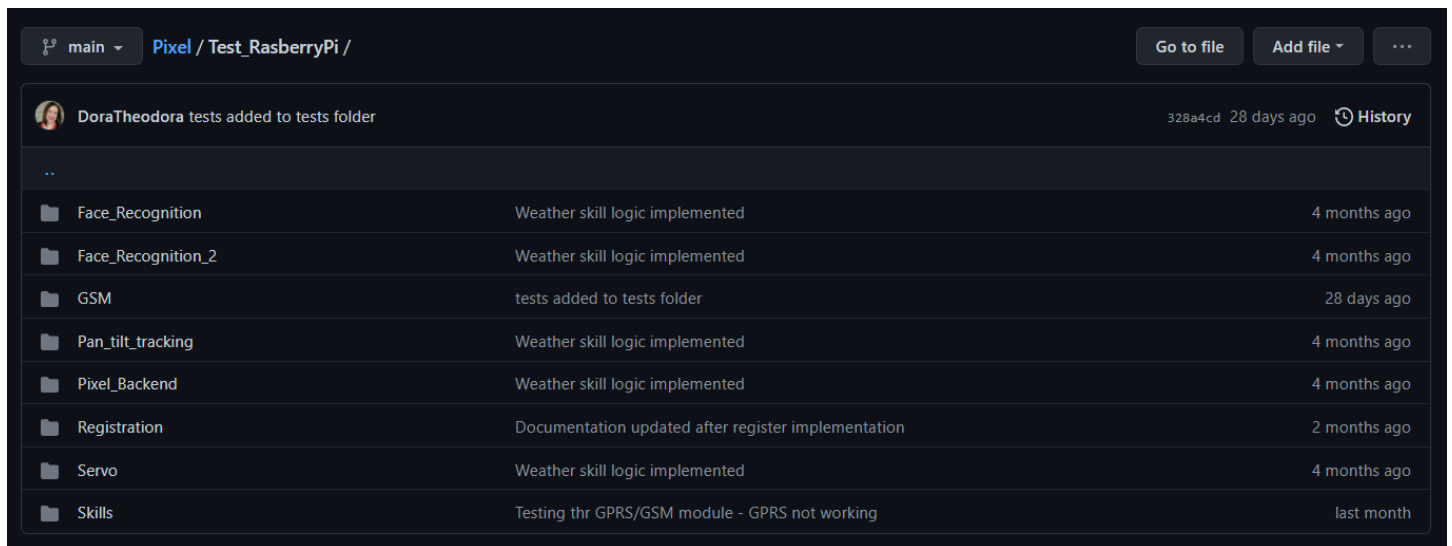 main Pixel / Test_RasberryPi / Go to file Add file ...
DoraTheodora tests added to tests folder 328a4cd 28 days ago History
..
Face_Recognition Weather skill logic implemented 4 months ago
Face_Recognition_2 Weather skill logic implemented 4 months ago
GSM tests added to tests folder 28 days ago
Pan_tilt_tracking Weather skill logic implemented 4 months ago
Pixel_Backend Weather skill logic implemented 4 months ago
Registration Documentation updated after register implementation 2 months ago
Servo Weather skill logic implemented 4 months ago
Skills Testing thr GPRS/GSM module - GPRS not working last month